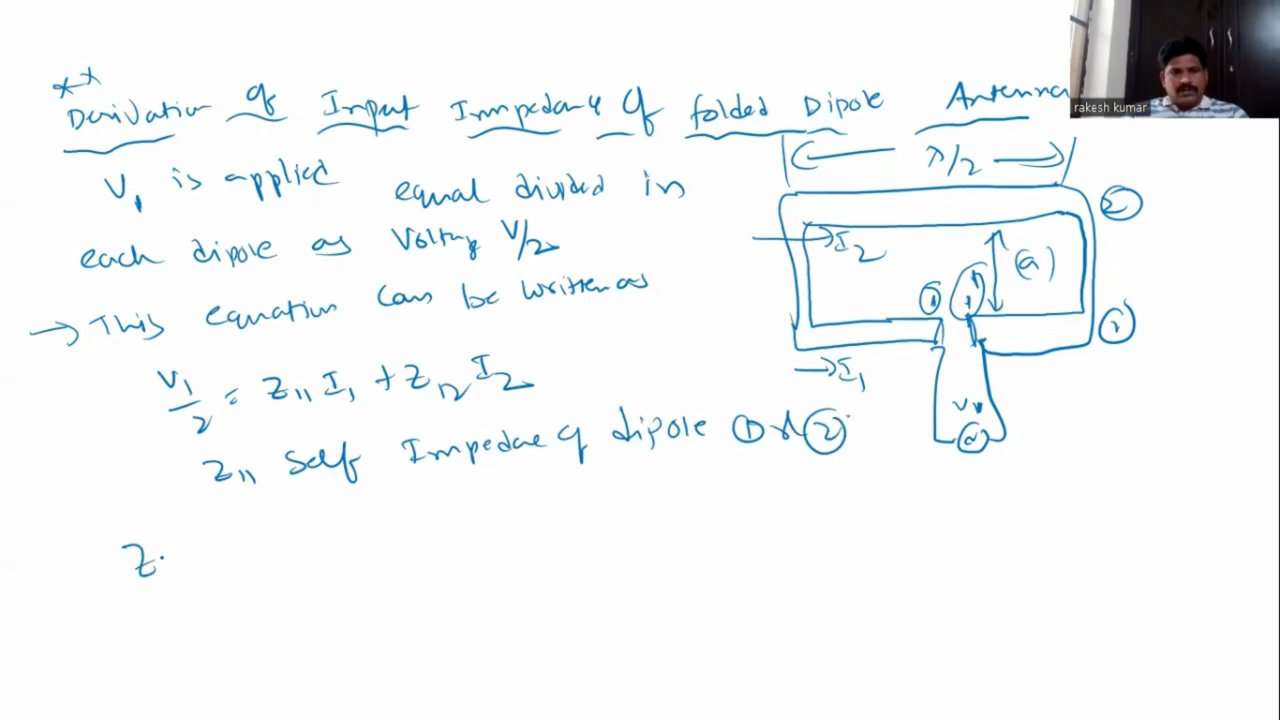 **
Derivation of Input Impedance of folded Dipole Antenna
rakesh kumar
V₁ is applied equal divided in
each dipole as Voltage V/2
→ This equation can be written as
V₁/2 = Z₁₁ I₁ + Z₁₂ I₂
Z₁₁ Self Impedance of dipole ① & ②
Z.
λ/2
②
→ I₂
(a)
①
→ I₁
V₁